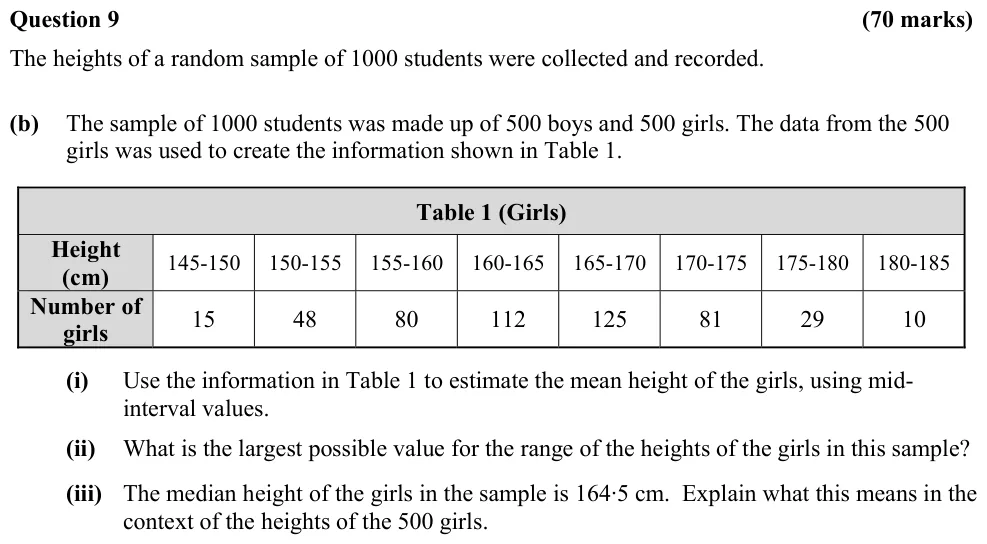 Question 9 (70 marks)
The heights of a random sample of 1000 students were collected and recorded.
(b) The sample of 1000 students was made up of 500 boys and 500 girls. The data from the 500
girls was used to create the information shown in Table 1.
Table 1 (Girls)
Height (cm) 145-150 150-155 155-160 160-165 165-170 170-175 175-180 180-185
Number of girls 15 48 80 112 125 81 29 10
(i) Use the information in Table 1 to estimate the mean height of the girls, using mid-
interval values.
(ii) What is the largest possible value for the range of the heights of the girls in this sample?
(iii) The median height of the girls in the sample is 164·5 cm. Explain what this means in the
context of the heights of the 500 girls.